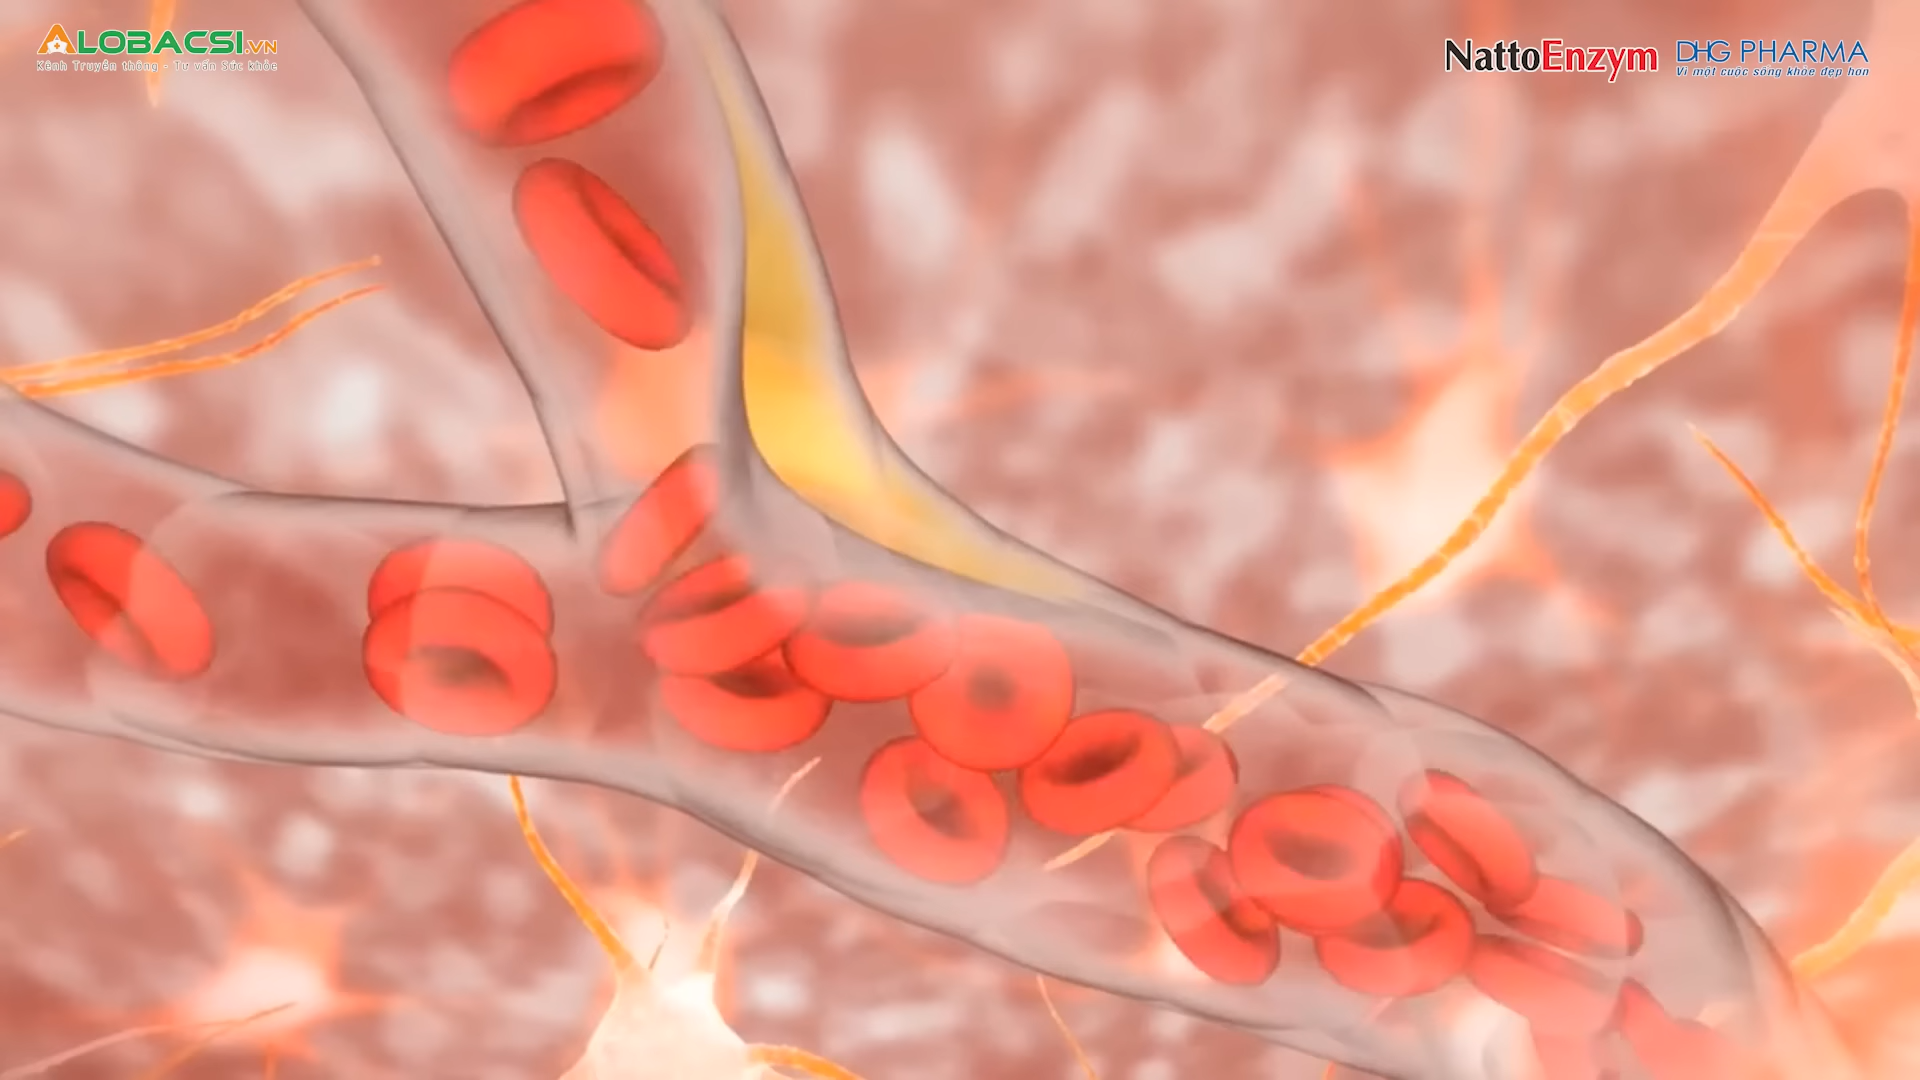 ALOBACSI.VN
Kênh Truyền thông - Tư vấn Sức khỏe
NattoEnzym
DHG PHARMA
Vì một cuộc sống khỏe đẹp hơn